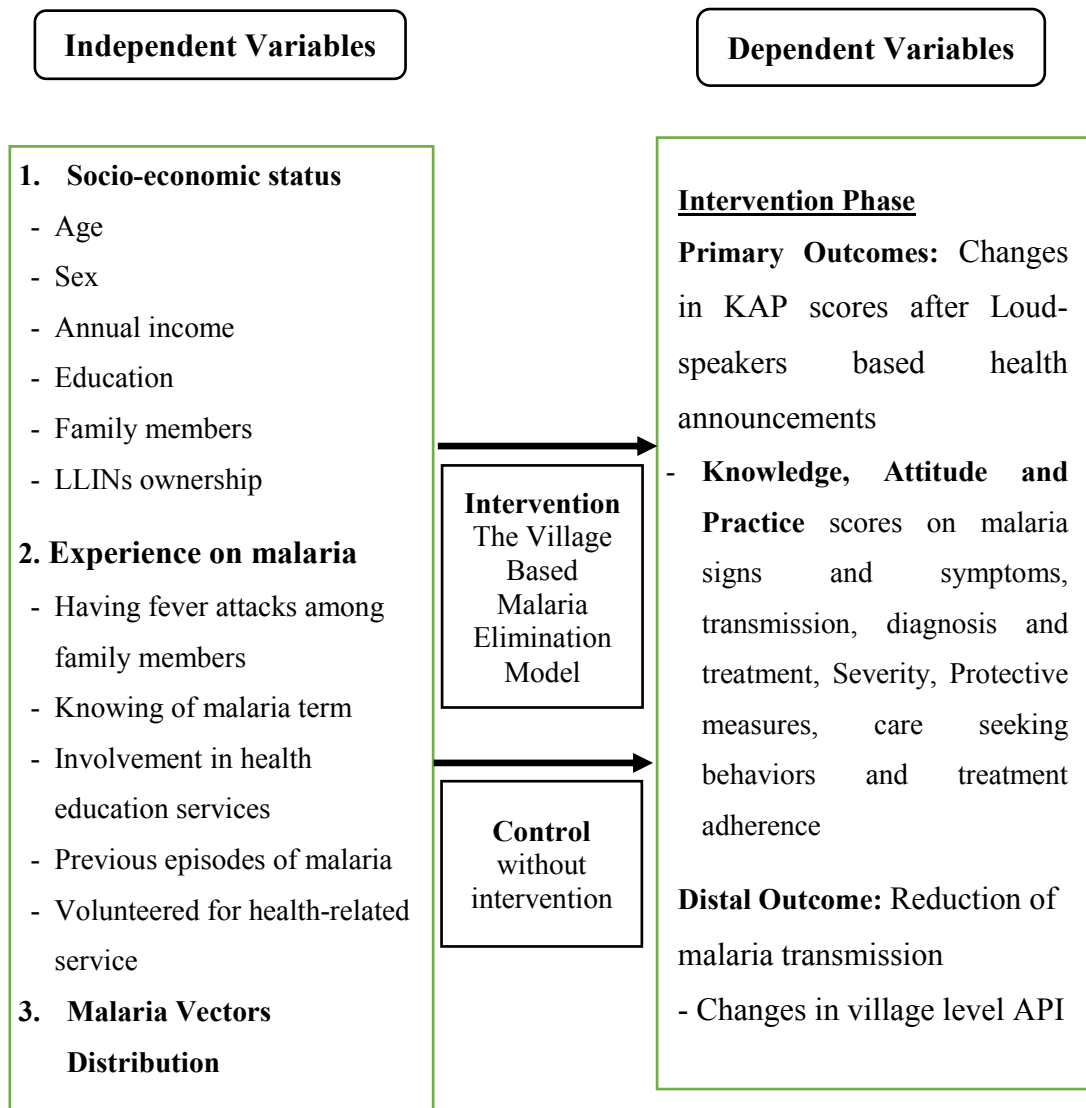 Independent Variables
Dependent Variables
1. Socio-economic status
- Age
- Sex
- Annual income
- Education
- Family members
- LLINs ownership
2. Experience on malaria
- Having fever attacks among
family members
- Knowing of malaria term
- Involvement in health
education services
- Previous episodes of malaria
- Volunteered for health-related
service
3. Malaria Vectors
Distribution
Intervention
The Village
Based
Malaria
Elimination
Model
Control
without
intervention
Intervention Phase
Primary Outcomes: Changes
in KAP scores after Loud-
speakers based health
announcements
- Knowledge, Attitude and
Practice scores on malaria
signs and symptoms,
transmission, diagnosis and
treatment, Severity, Protective
measures, care seeking
behaviors and treatment
adherence
Distal Outcome: Reduction of
malaria transmission
- Changes in village level API